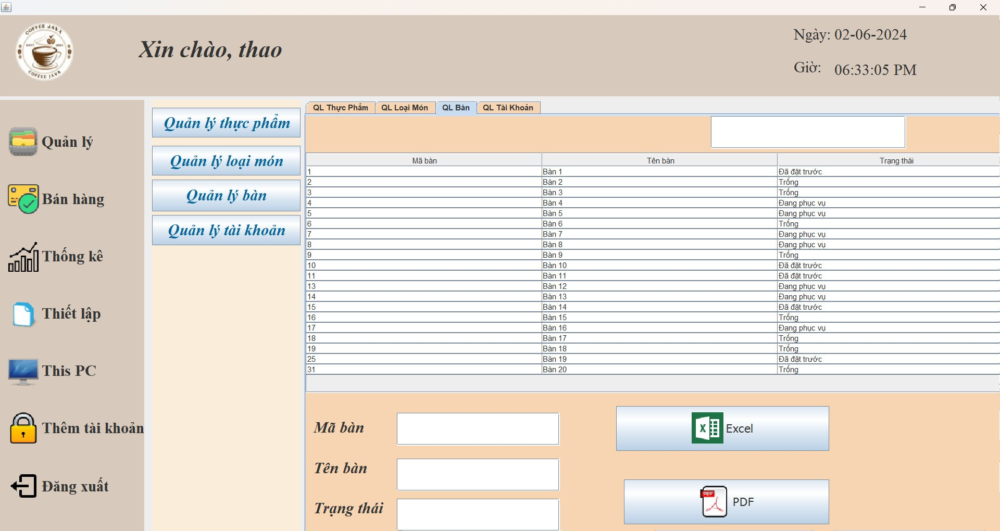 COFFEE JAVA
COFFEE JAVA
Xin chào, thao
Ngày: 02-06-2024
Giờ: 06:33:05 PM
Quản lý
Bán hàng
Thống kê
Thiết lập
This PC
Thêm tài khoản
Đăng xuất
Quản lý thực phẩm
Quản lý loại món
Quản lý bàn
Quản lý tài khoản
QL Thực Phẩm QL Loại Món QL Bàn QL Tài Khoản
Mã bàn Tên bàn Trạng thái
1 Bàn 1 Đã đặt trước
2 Bàn 2 Trống
3 Bàn 3 Trống
4 Bàn 4 Đang phục vụ
5 Bàn 5 Đang phục vụ
6 Bàn 6 Trống
7 Bàn 7 Đang phục vụ
8 Bàn 8 Đang phục vụ
9 Bàn 9 Trống
10 Bàn 10 Đã đặt trước
11 Bàn 11 Đã đặt trước
13 Bàn 12 Đang phục vụ
14 Bàn 13 Đang phục vụ
15 Bàn 14 Đã đặt trước
16 Bàn 15 Trống
17 Bàn 16 Đang phục vụ
18 Bàn 17 Trống
19 Bàn 18 Trống
25 Bàn 19 Đã đặt trước
31 Bàn 20 Trống
Mã bàn
Tên bàn
Trạng thái
X Excel
PDF PDF